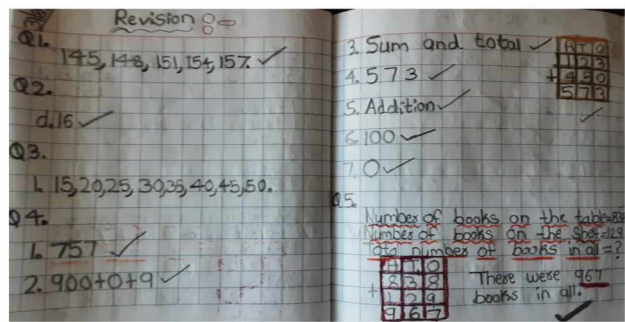 Revision :-
Q1.
145, 148, 151, 154, 157.
Q2.
d. 16
Q3.
1. 15, 20, 25, 30, 35, 40, 45, 50.
Q4.
1. 757
2. 900+0+9
3. Sum and total
H T O
1 2 3
+ 4 5 0
5 7 3
4. 573
5. Addition
6. 100
7. 0
Q5.
Number of books on the table=838
Number of books on the Shelf=129
Total number of books in all = ?
H T O
8 3 8
+ 1 2 9
9 6 7
There were 967
books in all.